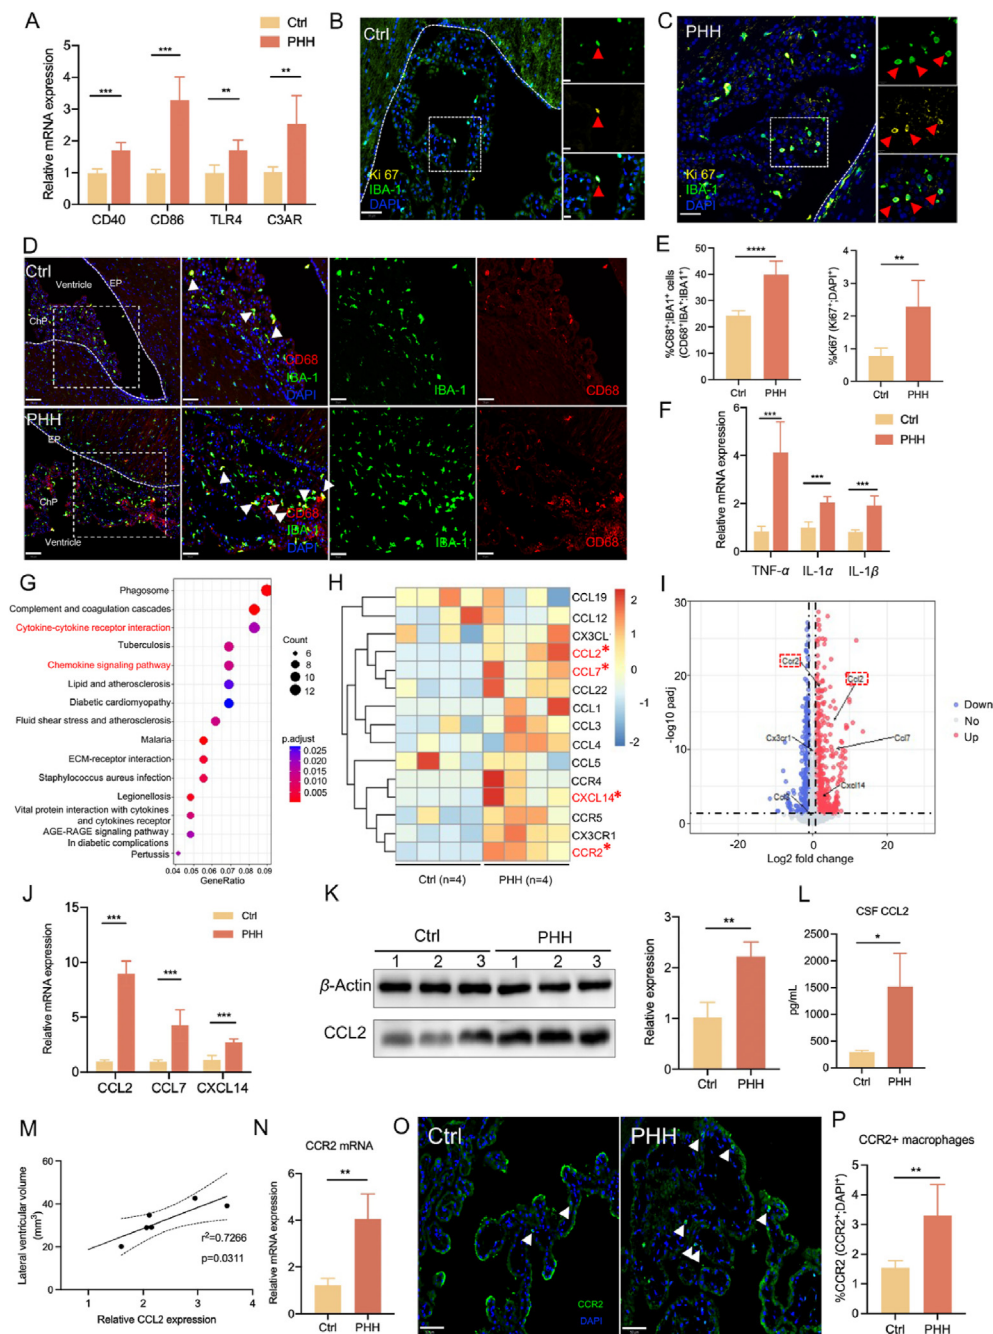 A
Ctrl
PHH
Relative mRNA expression
5
4
3
2
1
0
***
***
**
**
CD40 CD86 TLR4 C3AR
B
Ctrl
Ki 67
IBA-1
DAPI
C
PHH
Ki 67
IBA-1
DAPI
D
Ctrl
Ventricle
EP
ChP
CD68
IBA-1
DAPI
IBA-1
CD68
PHH
EP
ChP
Ventricle
CD68
IBA-1
DAPI
IBA-1
CD68
E
%C68+;IBA1+ cells
(CD68+IBA+:IBA1+)
50
40
30
20
10
0
****
Ctrl PHH
%Ki67 (Ki67+;DAPI+)
4
3
2
1
0
**
Ctrl PHH
F
Ctrl
PHH
Relative mRNA expression
6
4
2
0
***
***
***
TNF-α IL-1α IL-1β
G
Phagosome
Complement and coagulation cascades
Cytokine-cytokine receptor interaction
Tuberculosis
Chemokine signaling pathway
Lipid and atherosclerosis
Diabetic cardiomyopathy
Fluid shear stress and atherosclerosis
Malaria
ECM-receptor interaction
Staphylococcus aureus infection
Legionellosis
Vital protein interaction with cytokines
and cytokines receptor
AGE-RAGE signaling pathway
In diabetic complications
Pertussis
0.04 0.05 0.06 0.07 0.08 0.09
GeneRatio
Count
6
8
10
12
p.adjust
0.025
0.020
0.015
0.010
0.005
H
CCL19
CCL12
CX3CL
CCL2*
CCL7*
CCL22
CCL1
CCL3
CCL4
CCL5
CCR4
CXCL14*
CCR5
CX3CR1
CCR2*
2
1
0
-1
-2
Ctrl (n=4) PHH (n=4)
I
-log10 padj
30
20
10
0
Ccr2
Ccl2
Cx3cr1
Ccl7
Cxcl14
-20 0 20
Log2 fold change
Down
No
Up
J
Ctrl
PHH
Relative mRNA expression
15
10
5
0
***
***
***
CCL2 CCL7 CXCL14
K
Ctrl PHH
1 2 3 1 2 3
β-Actin
CCL2
Relative expression
3
2
1
0
**
Ctrl PHH
L
CSF CCL2
pg/mL
2500
2000
1500
1000
500
0
*
Ctrl PHH
M
Lateral ventricular volume
(mm3)
60
40
20
0
r2=0.7266
p=0.0311
1 2 3 4
Relative CCL2 expression
N
CCR2 mRNA
Relative mRNA expression
6
4
2
0
**
Ctrl PHH
O
Ctrl
PHH
CCR2
DAPI
P
CCR2+ macrophages
%CCR2 (CCR2+;DAPI+)
5
4
3
2
1
0
**
Ctrl PHH